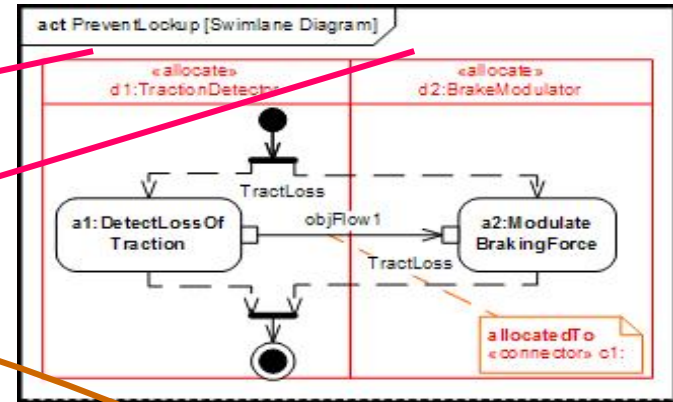 act PreventLockup [Swimlane Diagram]
«allocate»
d1:TractionDetector
«allocate»
d2:BrakeModulator
TractLoss
a1:DetectLossOf
Traction
objFlow1
a2:Modulate
BrakingForce
TractLoss
allocatedTo
«connector» c1: